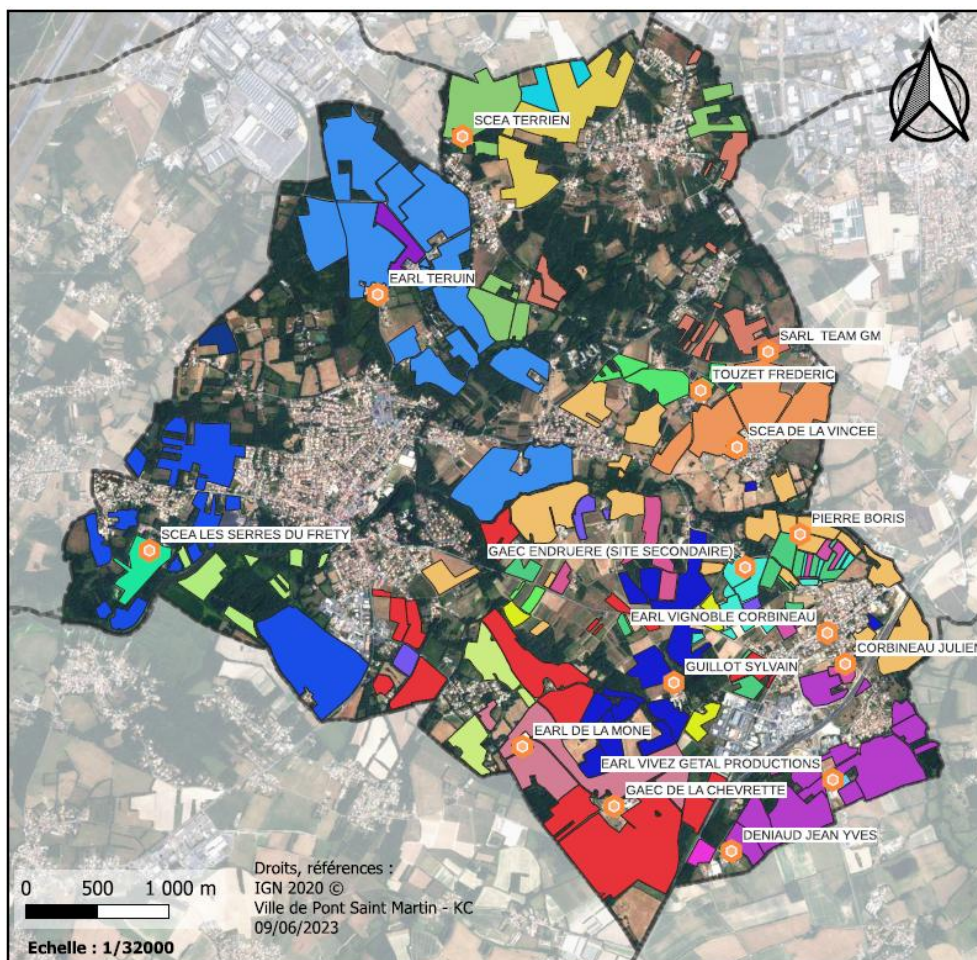 N
SCEA TERRIEN
EARL TERUIN
SARL TEAM GM
TOUZET FREDERIC
SCEA DE LA VINCEE
PIERRE BORIS
SCEA LES SERRES DU FRETY
GAEC ENDRUERE (SITE SECONDAIRE)
EARL VIGNOBLE CORBINEAU
CORBINEAU JULIEN
GUILLOT SYLVAIN
EARL DE LA MONE
EARL VIVEZ GETAL PRODUCTIONS
GAEC DE LA CHEVRETTE
DENIAUD JEAN YVES
0 500 1 000 m
Echelle : 1/32000
Droits, références :
IGN 2020 ©
Ville de Pont Saint Martin - KC
09/06/2023